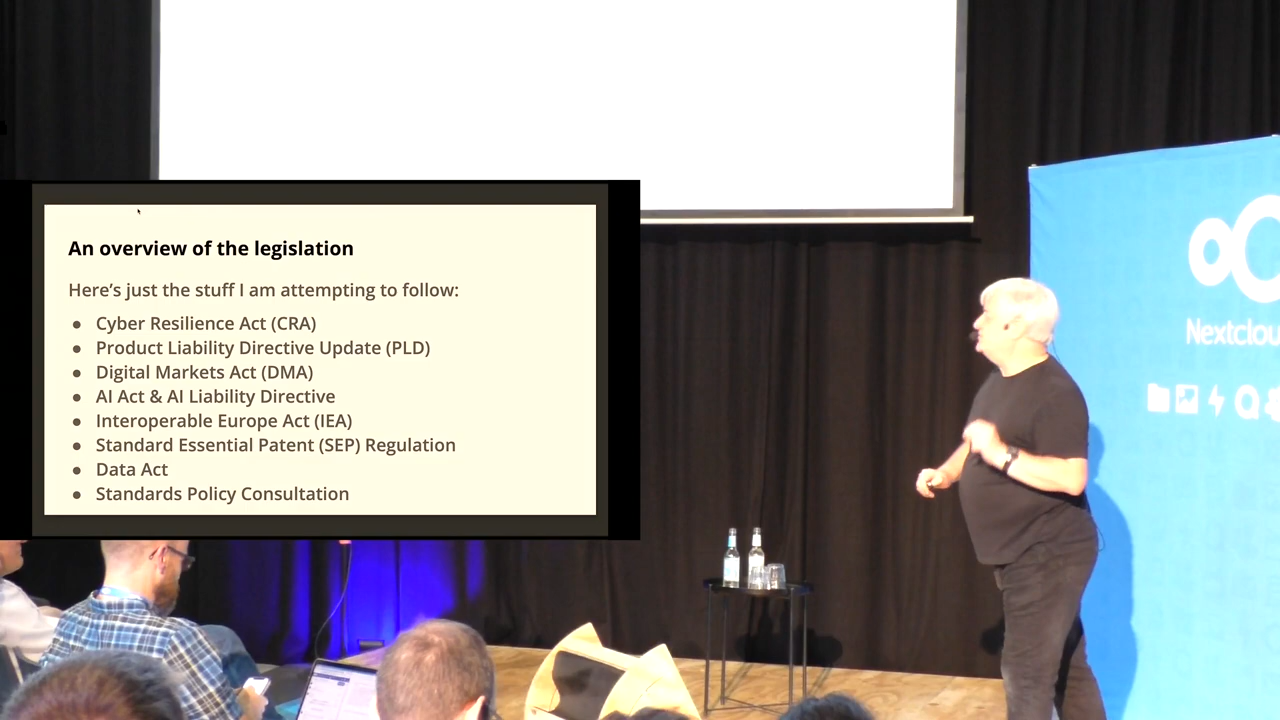 An overview of the legislation
Here's just the stuff I am attempting to follow:
● Cyber Resilience Act (CRA)
● Product Liability Directive Update (PLD)
● Digital Markets Act (DMA)
● AI Act & AI Liability Directive
● Interoperable Europe Act (IEA)
● Standard Essential Patent (SEP) Regulation
● Data Act
● Standards Policy Consultation
Nextclou